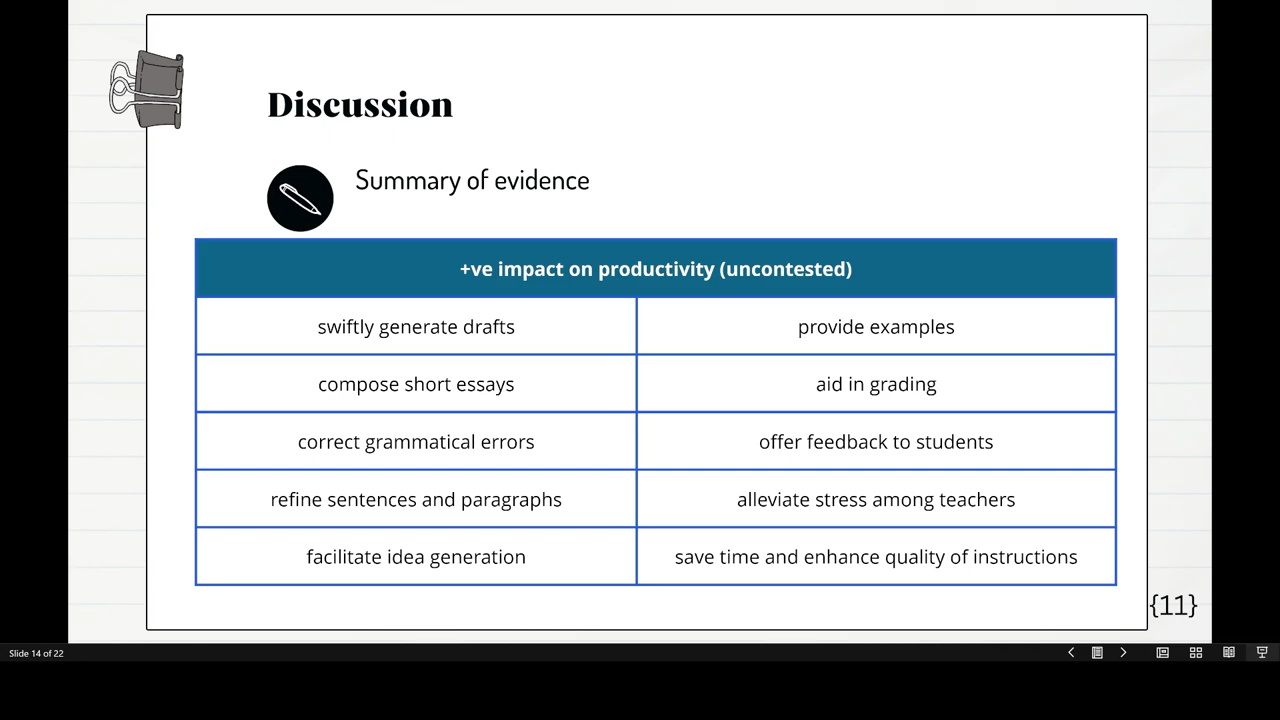 Discussion
Summary of evidence
+ve impact on productivity (uncontested)
swiftly generate drafts
provide examples
compose short essays
aid in grading
correct grammatical errors
offer feedback to students
refine sentences and paragraphs
alleviate stress among teachers
facilitate idea generation
save time and enhance quality of instructions
{11}
Slide 14 of 22